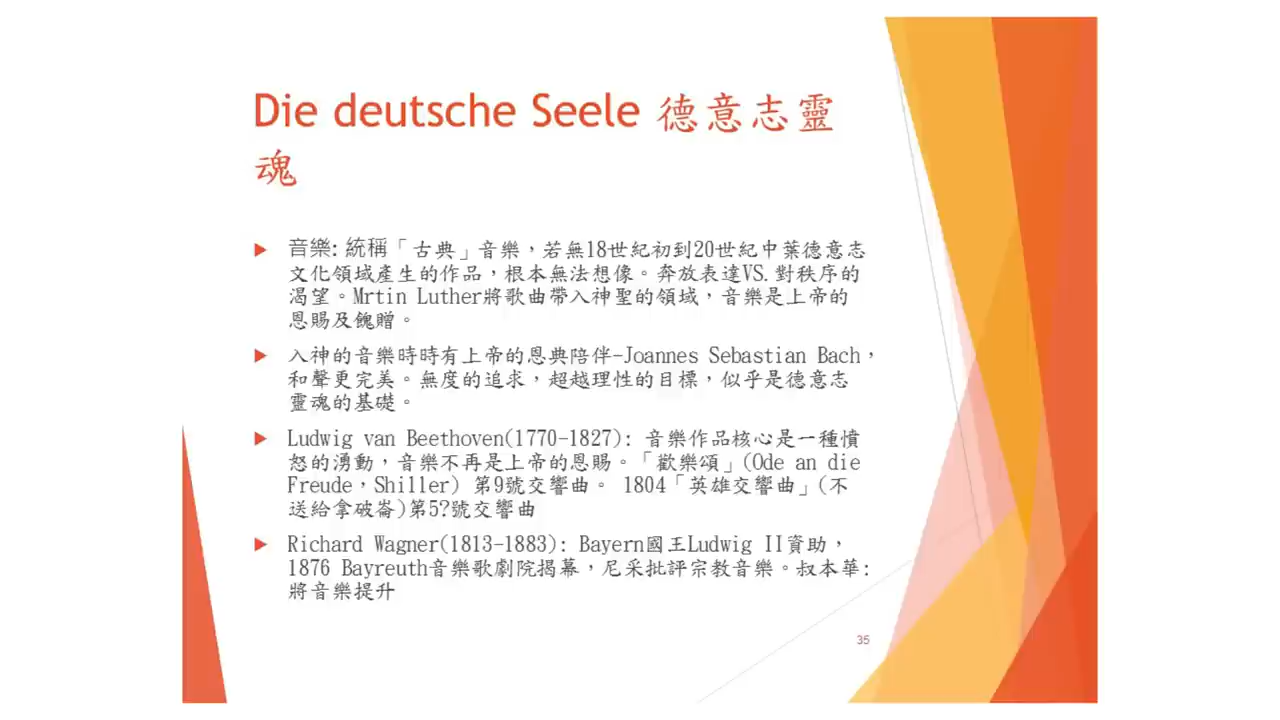 Die deutsche Seele 德意志靈
魂
音樂: 統稱「古典」音樂，若無18世紀初到20世紀中葉德意志
文化領域產生的作品，根本無法想像。奔放表達VS.對秩序的
渴望。Mrtin Luther將歌曲帶入神聖的領域，音樂是上帝的
恩賜及餽贈。
入神的音樂時時有上帝的恩典陪伴-Joannes Sebastian Bach，
和聲更完美。無度的追求，超越理性的目標，似乎是德意志
靈魂的基礎。
Ludwig van Beethoven(1770-1827): 音樂作品核心是一種憤
怒的湧動，音樂不再是上帝的恩賜。「歡樂頌」(Ode an die
Freude，Shiller) 第9號交響曲。 1804「英雄交響曲」(不
送給拿破崙)第5?號交響曲
Richard Wagner(1813-1883): Bayern國王Ludwig II資助，
1876 Bayreuth音樂歌劇院揭幕，尼采批評宗教音樂。叔本華:
將音樂提升
35